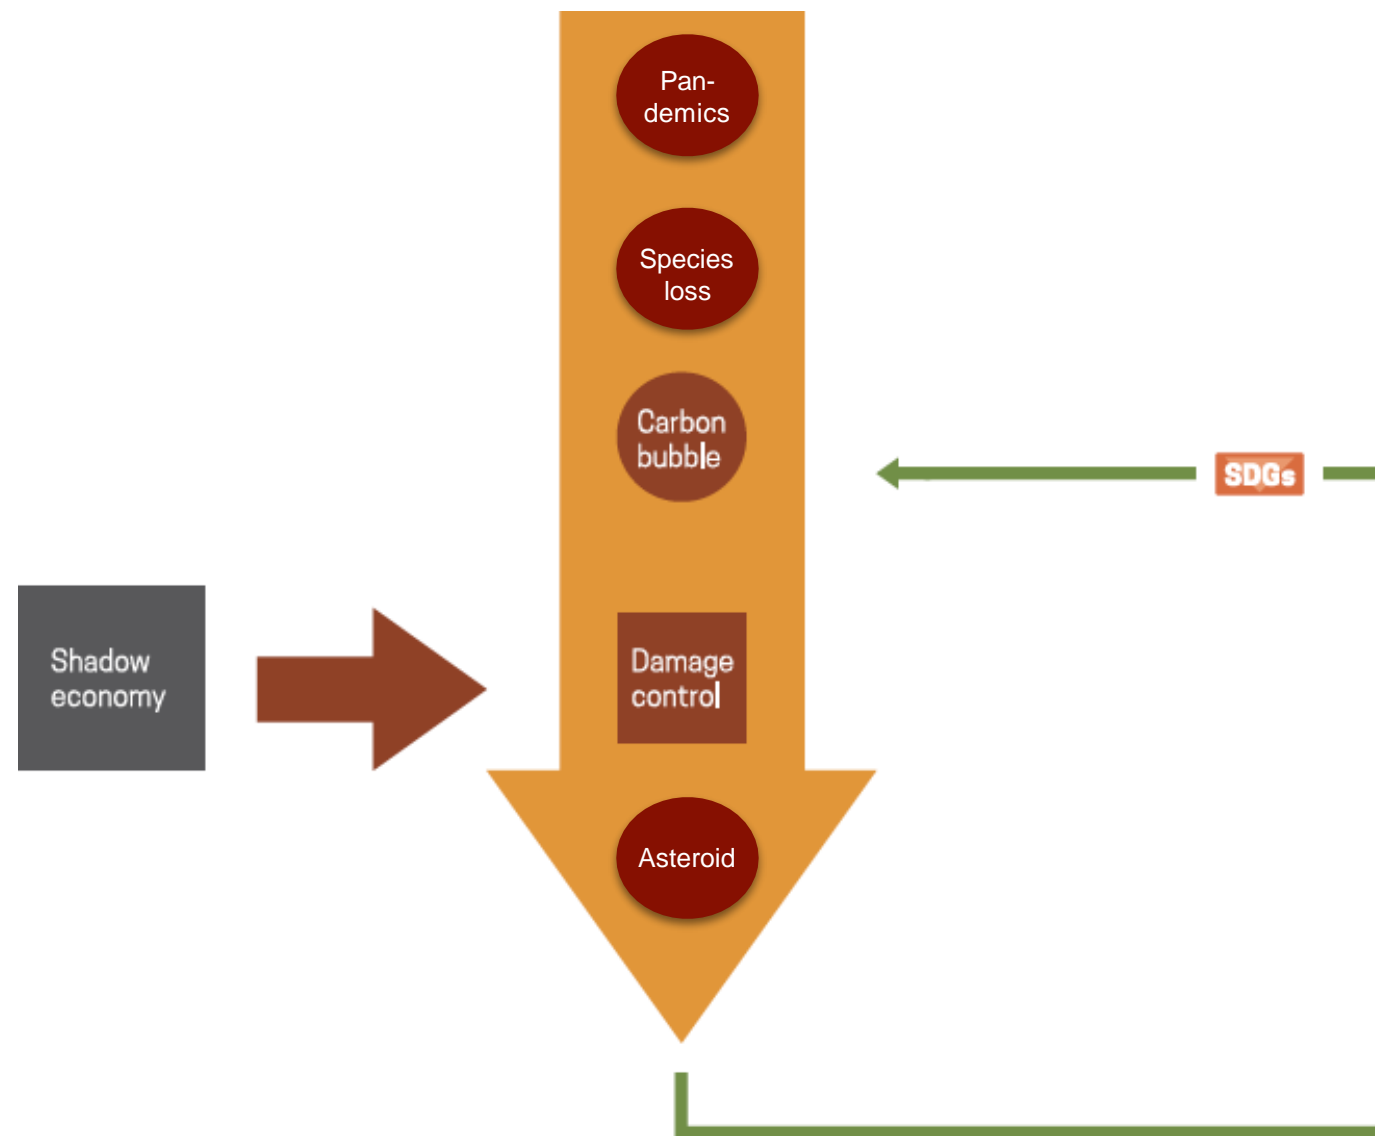 Pan-
demics
Species
loss
Carbon
bubble
SDGs
Shadow
economy
Damage
control
Asteroid